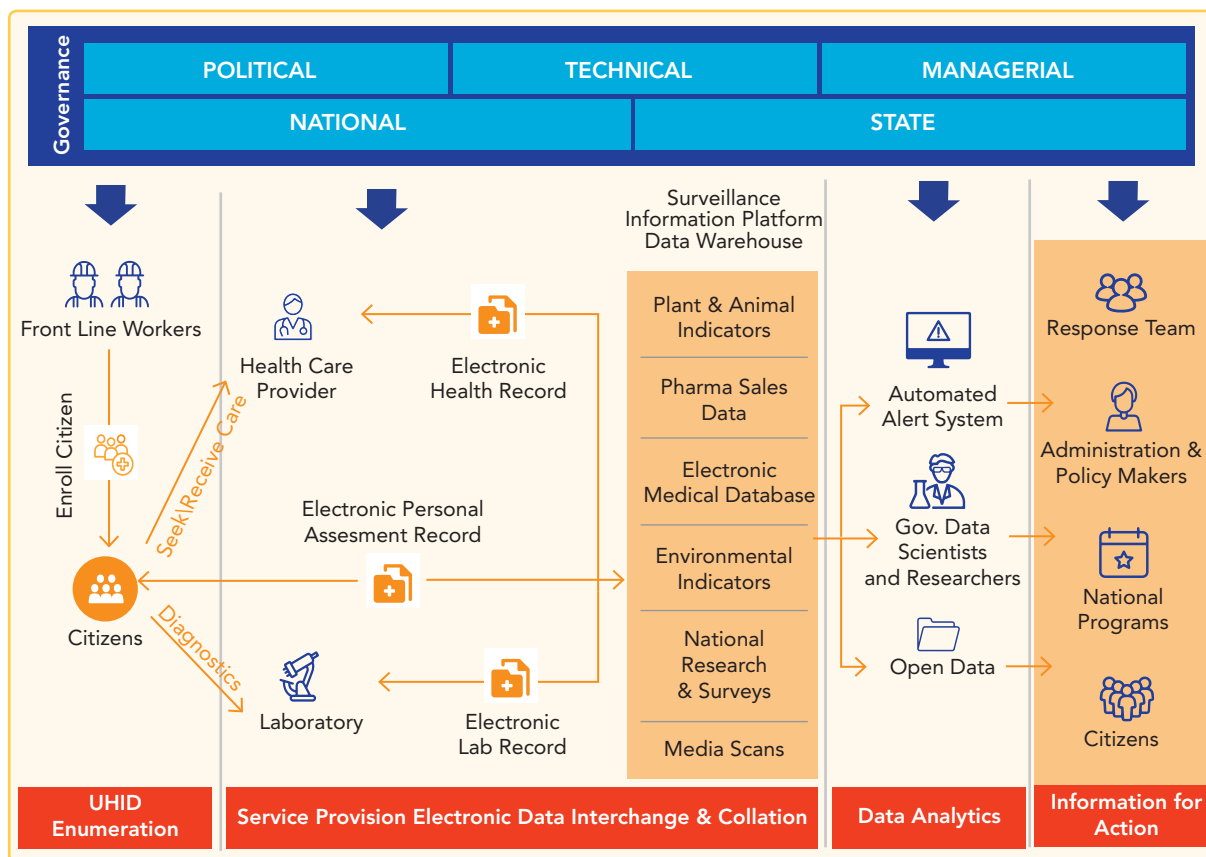 Governance
POLITICAL
TECHNICAL
MANAGERIAL
NATIONAL
STATE
Front Line Workers
Enroll Citizen
Citizens
Seek\Receive Care
Diagnostics
Health Care
Provider
Electronic
Health Record
Electronic Personal
Assesment Record
Laboratory
Electronic
Lab Record
Surveillance
Information Platform
Data Warehouse
Plant & Animal
Indicators
Pharma Sales
Data
Electronic
Medical Database
Environmental
Indicators
National
Research
& Surveys
Media Scans
Automated
Alert System
Gov. Data
Scientists
and Researchers
Open Data
Response Team
Administration &
Policy Makers
National
Programs
Citizens
UHID
Enumeration
Service Provision Electronic Data Interchange & Collation
Data Analytics
Information for
Action